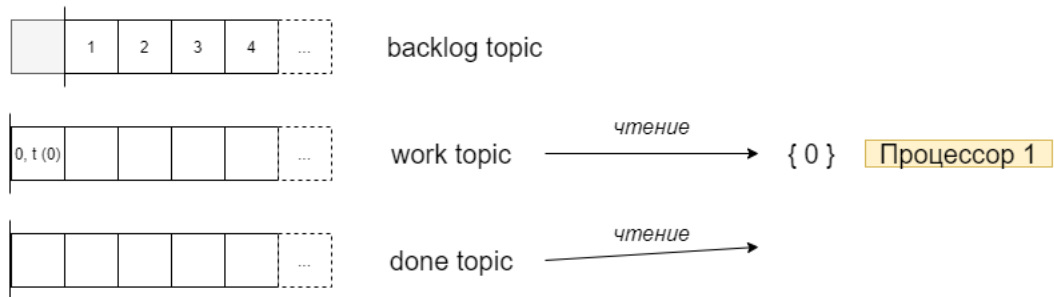 1 2 3 4 ... backlog topic
чтение
0, t (0) ... work topic { 0 } Процессор 1
чтение
... done topic